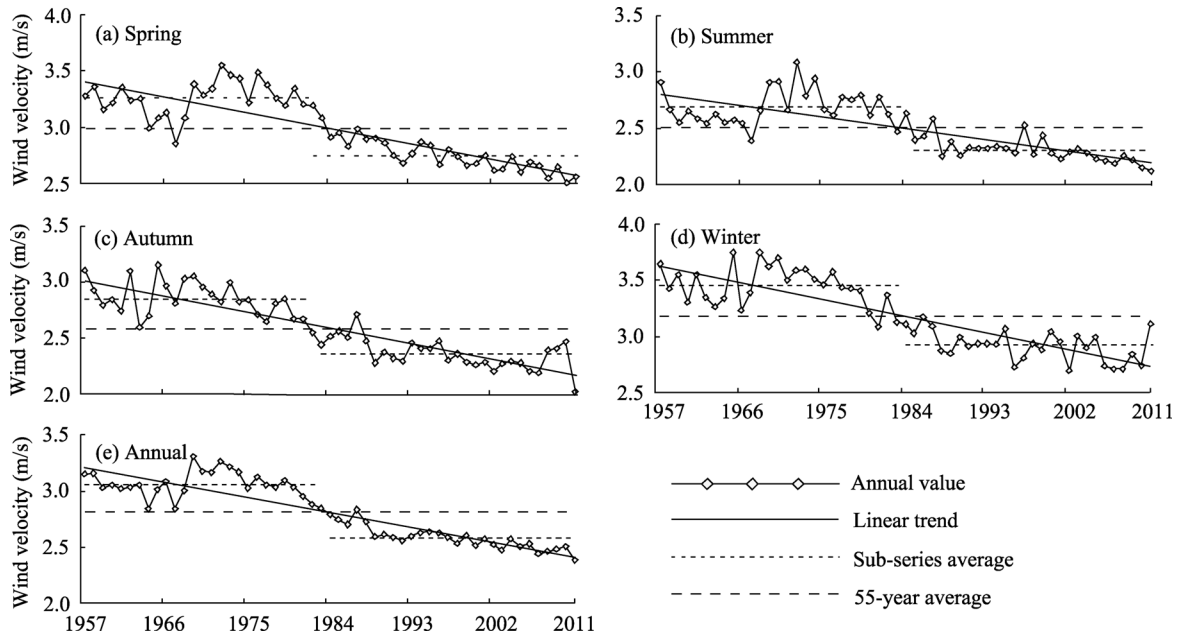 4.0
3.5
3.0
2.5
Wind velocity (m/s)
(a) Spring
3.5
3.0
2.5
2.0
(b) Summer
3.5
3.0
2.5
2.0
Wind velocity (m/s)
(c) Autumn
4.0
3.5
3.0
2.5
(d) Winter
1957 1966 1975 1984 1993 2002 2011
3.5
3.0
2.5
2.0
Wind velocity (m/s)
(e) Annual
1957 1966 1975 1984 1993 2002 2011
Annual value
Linear trend
Sub-series average
55-year average